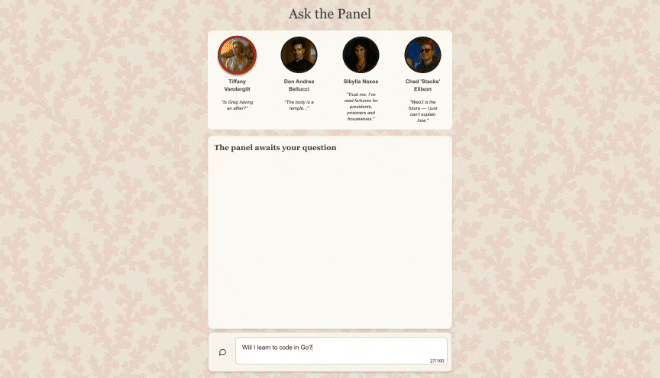 Ask the Panel
Tiffany
Vandergilt
"Is Greg having
an affair?"
Don Andrea
Bellucci
"The body is a
temple..."
Sibylla Naxos
"Trust me, I've
read fortunes for
presidents,
prisoners and
housewives."
Chad 'Stacks'
Ellison
"Web3 is the
future — I just
can't explain
how."
The panel awaits your question
Will I learn to code in Go?
27/160